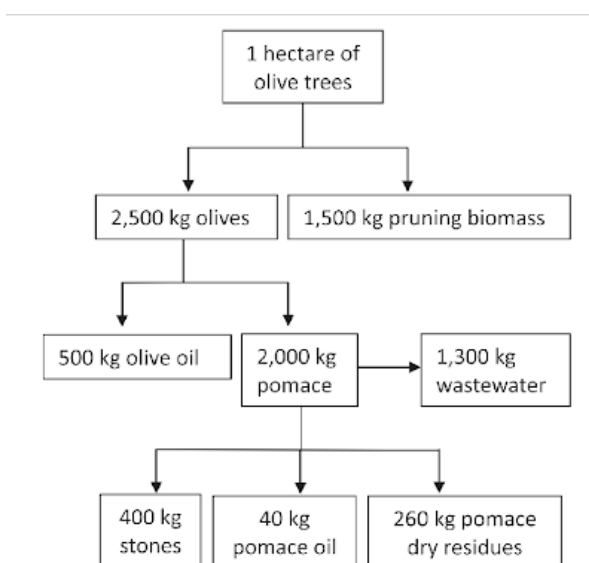 1 hectare of
olive trees
2,500 kg olives
1,500 kg pruning biomass
500 kg olive oil
2,000 kg
pomace
1,300 kg
wastewater
400 kg
stones
40 kg
pomace oil
260 kg pomace
dry residues